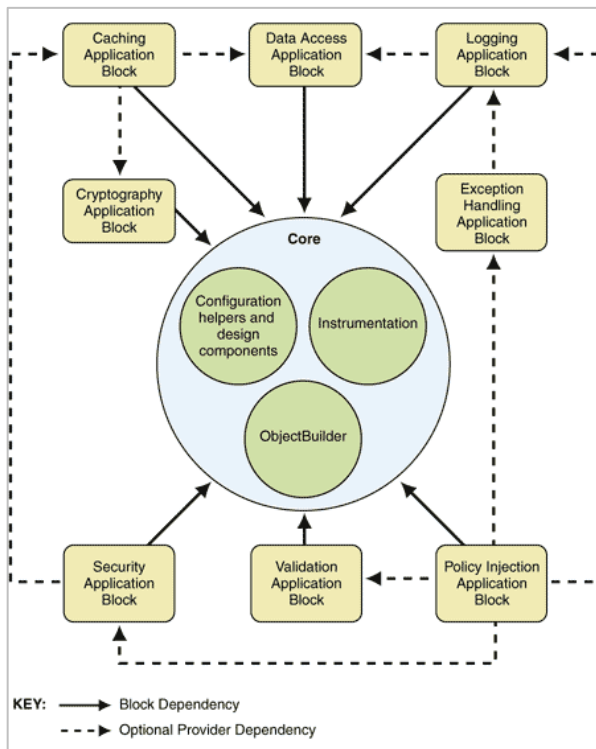 Caching
Application
Block
Data Access
Application
Block
Logging
Application
Block
Cryptography
Application
Block
Exception
Handling
Application
Block
Core
Configuration
helpers and
design
components
Instrumentation
ObjectBuilder
Security
Application
Block
Validation
Application
Block
Policy Injection
Application
Block
KEY:
Block Dependency
Optional Provider Dependency